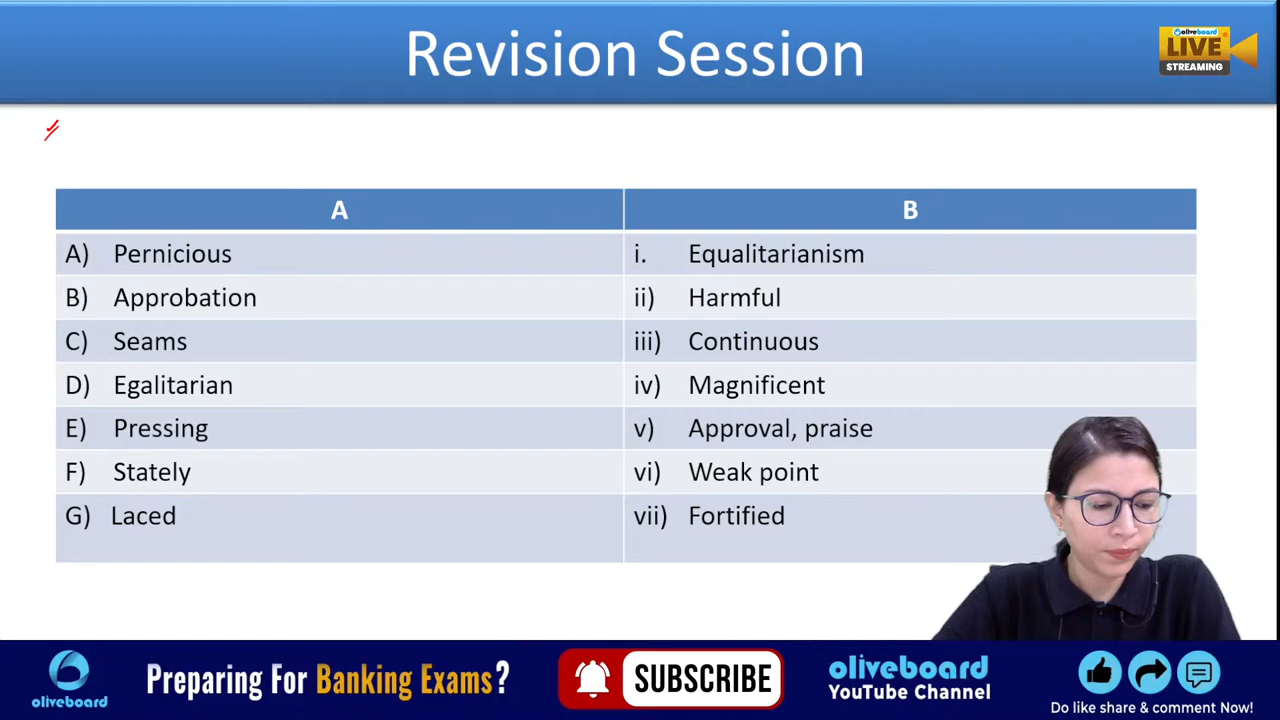 Revision Session
oliveboard
LIVE
STREAMING
A B
A) Pernicious i. Equalitarianism
B) Approbation ii) Harmful
C) Seams iii) Continuous
D) Egalitarian iv) Magnificent
E) Pressing v) Approval, praise
F) Stately vi) Weak point
G) Laced vii) Fortified
oliveboard
Preparing For Banking Exams?
SUBSCRIBE
oliveboard
YouTube Channel
Do like share & comment Now!